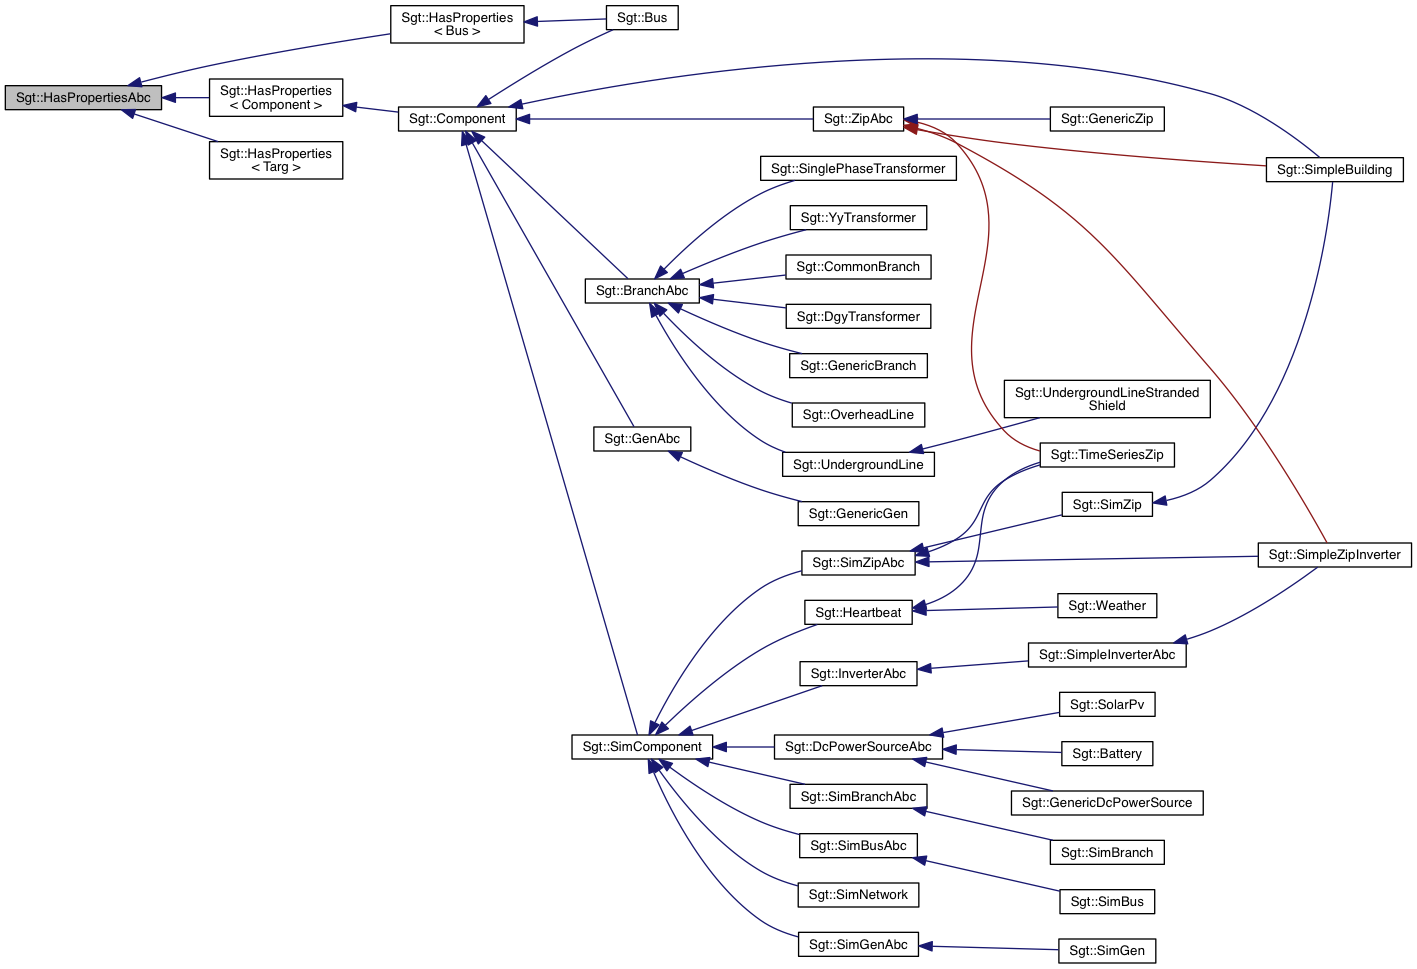 Sgt::HasProperties
< Bus >
Sgt::Bus
Sgt::HasPropertiesAbc
Sgt::HasProperties
< Component >
Sgt::Component
Sgt::ZipAbc
Sgt::GenericZip
Sgt::HasProperties
< Targ >
Sgt::SinglePhaseTransformer
Sgt::SimpleBuilding
Sgt::YyTransformer
Sgt::CommonBranch
Sgt::BranchAbc
Sgt::DgyTransformer
Sgt::GenericBranch
Sgt::UndergroundLineStranded
Shield
Sgt::OverheadLine
Sgt::GenAbc
Sgt::TimeSeriesZip
Sgt::UndergroundLine
Sgt::SimZip
Sgt::GenericGen
Sgt::SimZipAbc
Sgt::SimpleZipInverter
Sgt::Heartbeat
Sgt::Weather
Sgt::SimpleInverterAbc
Sgt::InverterAbc
Sgt::SolarPv
Sgt::SimComponent
Sgt::DcPowerSourceAbc
Sgt::Battery
Sgt::SimBranchAbc
Sgt::GenericDcPowerSource
Sgt::SimBusAbc
Sgt::SimBranch
Sgt::SimNetwork
Sgt::SimBus
Sgt::SimGenAbc
Sgt::SimGen